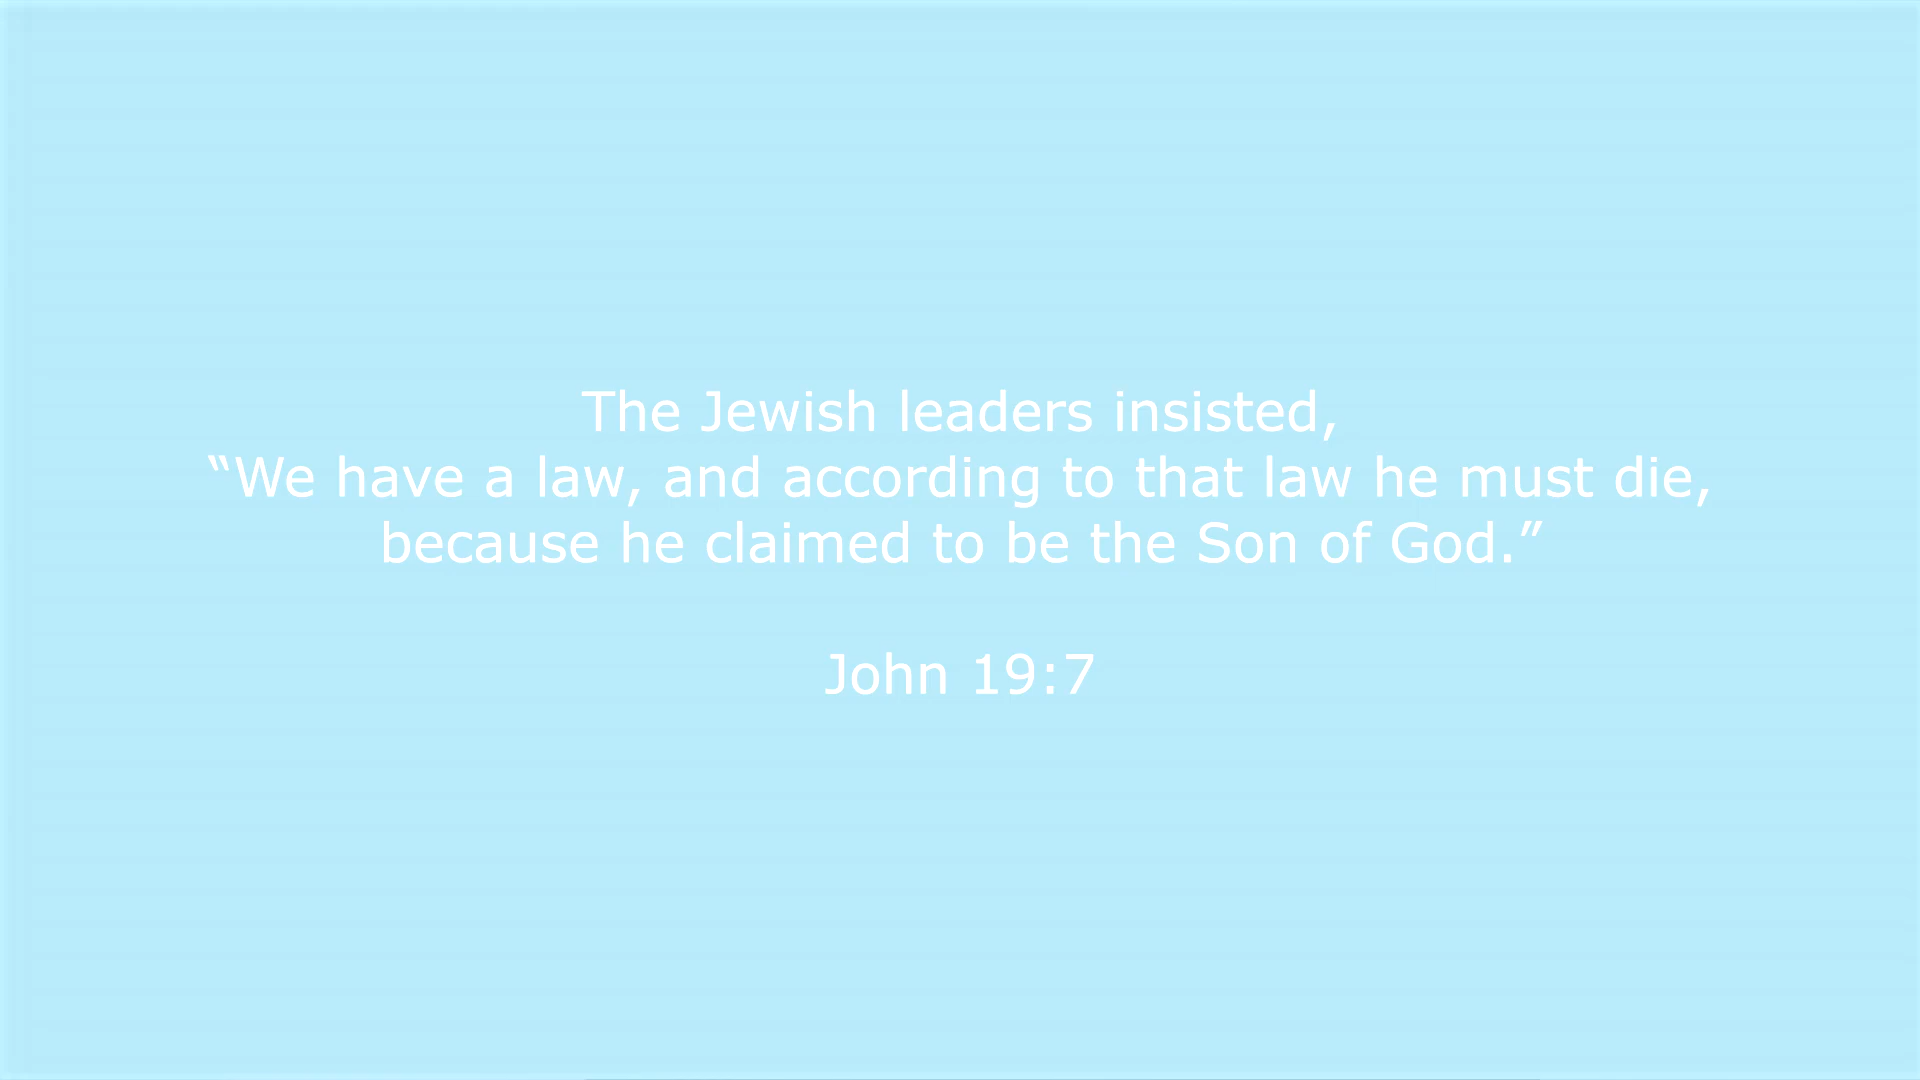 The Jewish leaders insisted,
“We have a law, and according to that law he must die,
because he claimed to be the Son of God.”
John 19:7